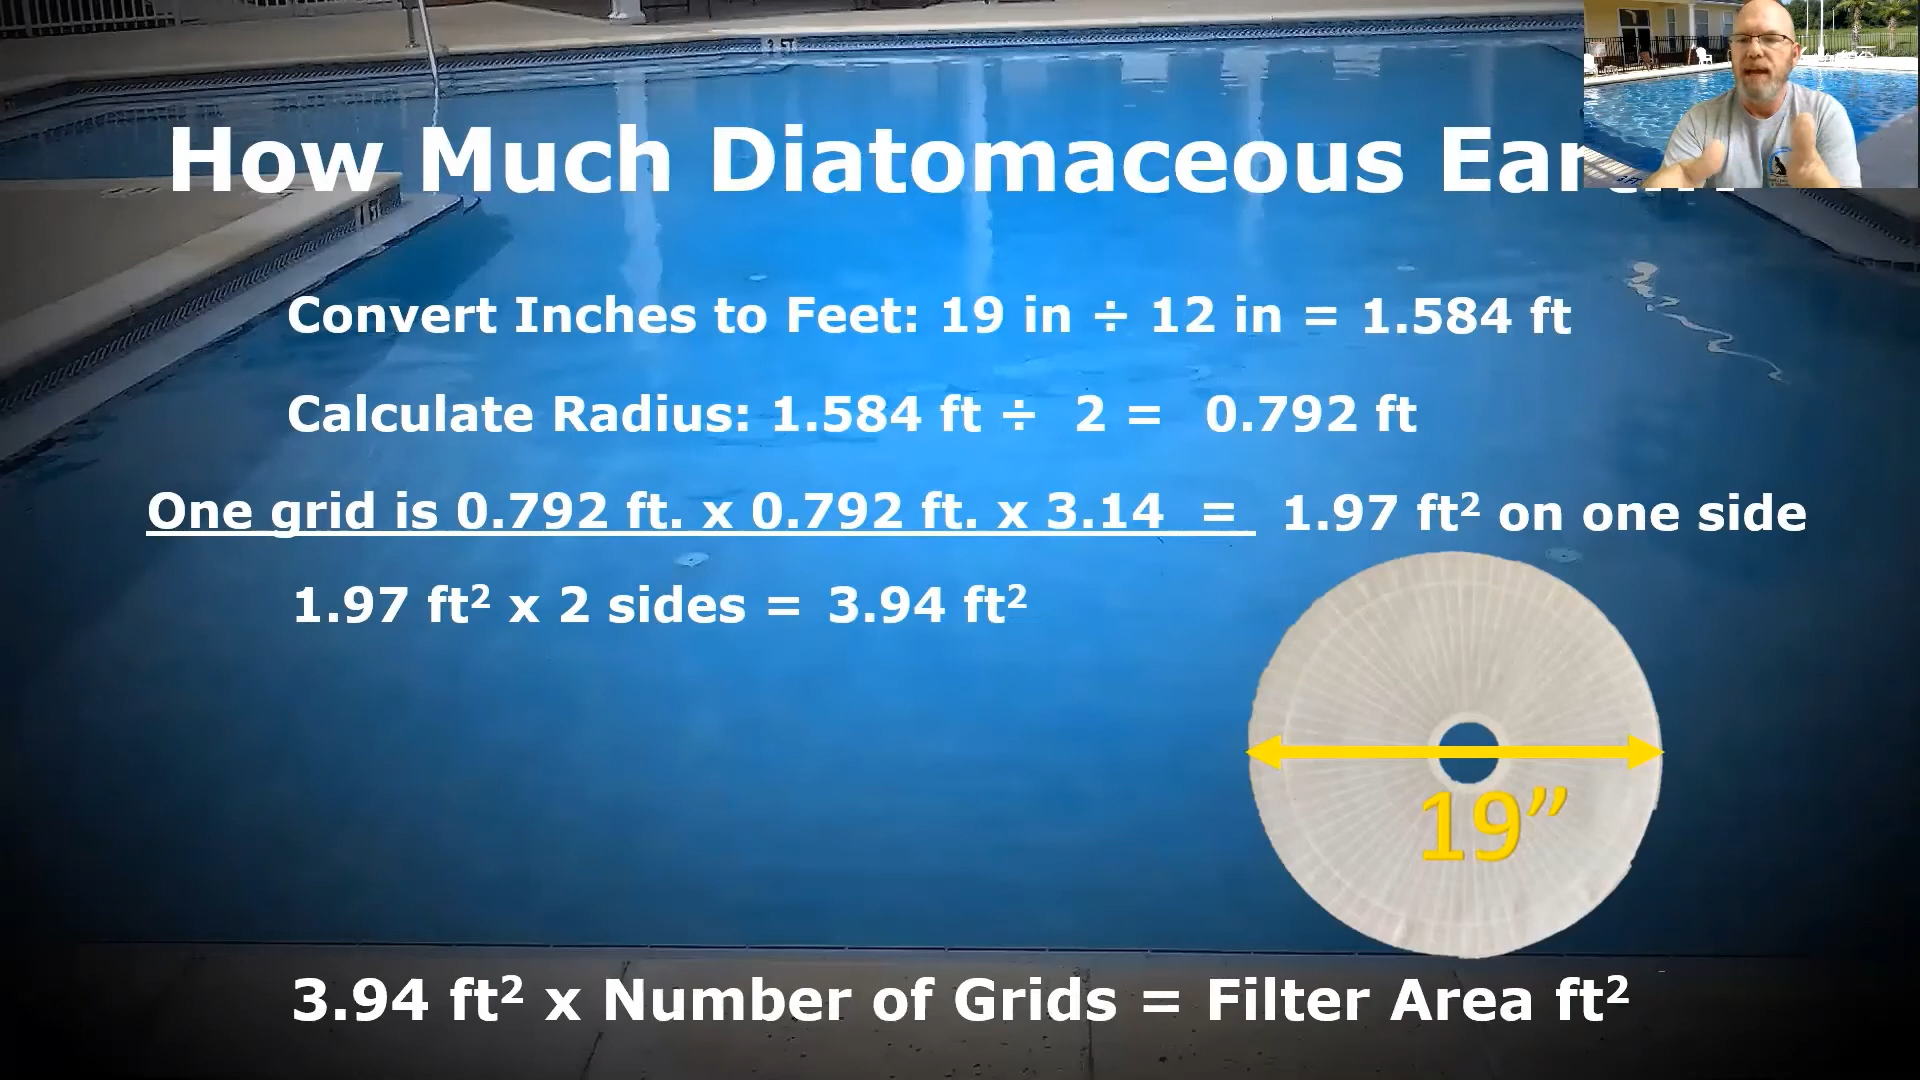 How Much Diatomaceous
Convert Inches to Feet: 19 in ÷ 12 in = 1.584 ft
Calculate Radius: 1.584 ft ÷ 2 = 0.792 ft
One grid is 0.792 ft. x 0.792 ft. x 3.14 = 1.97 ft² on one side
1.97 ft² x 2 sides = 3.94 ft²
19”
3.94 ft² x Number of Grids = Filter Area ft²